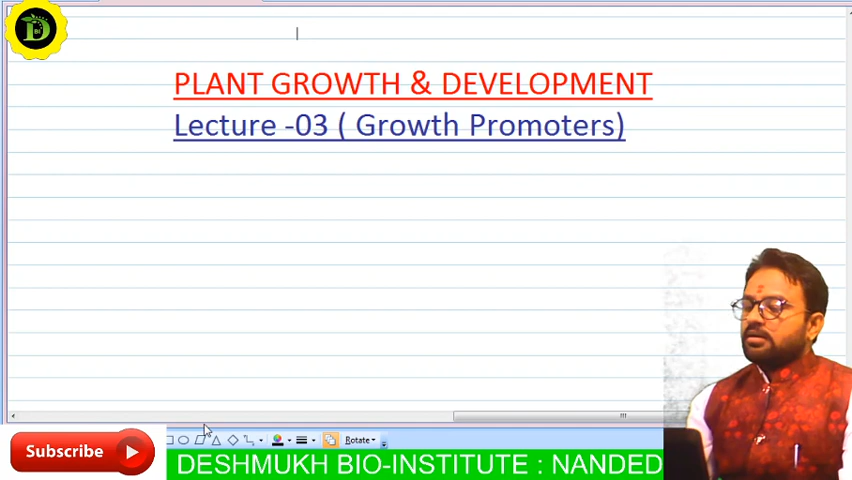 PLANT GROWTH & DEVELOPMENT
Lecture -03 ( Growth Promoters)
Rotate
Subscribe
DESHMUKH BIO-INSTITUTE : NANDED